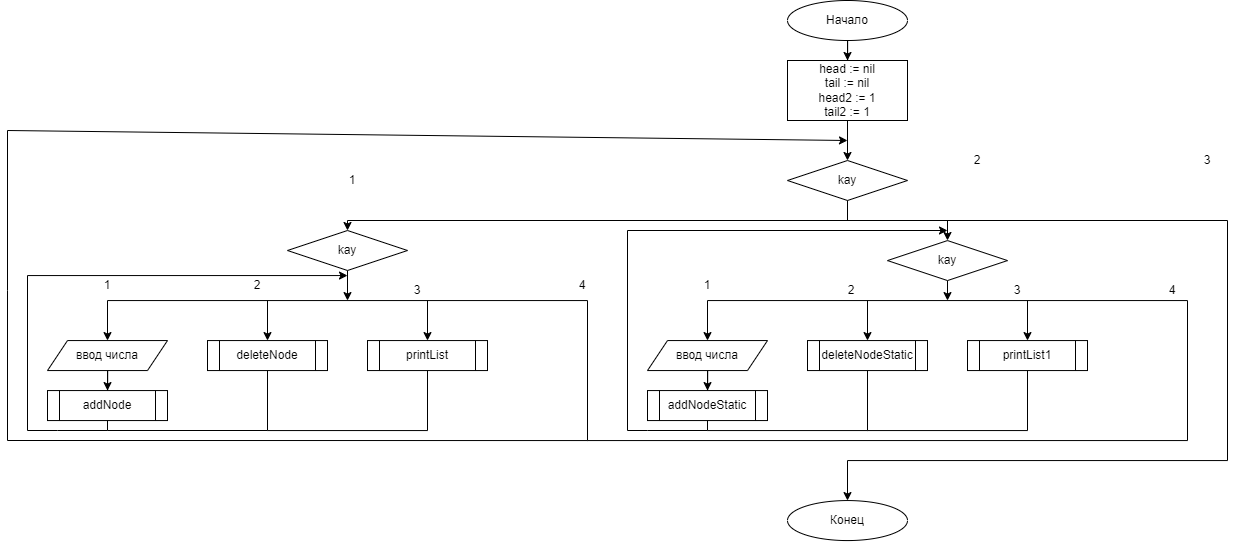 Начало
head := nil
tail := nil
head2 := 1
tail2 := 1
kay
1
2
3
kay
kay
1
2
3
4
1
2
3
4
ввод числа
deleteNode
printList
ввод числа
deleteNodeStatic
printList1
addNode
addNodeStatic
Конец